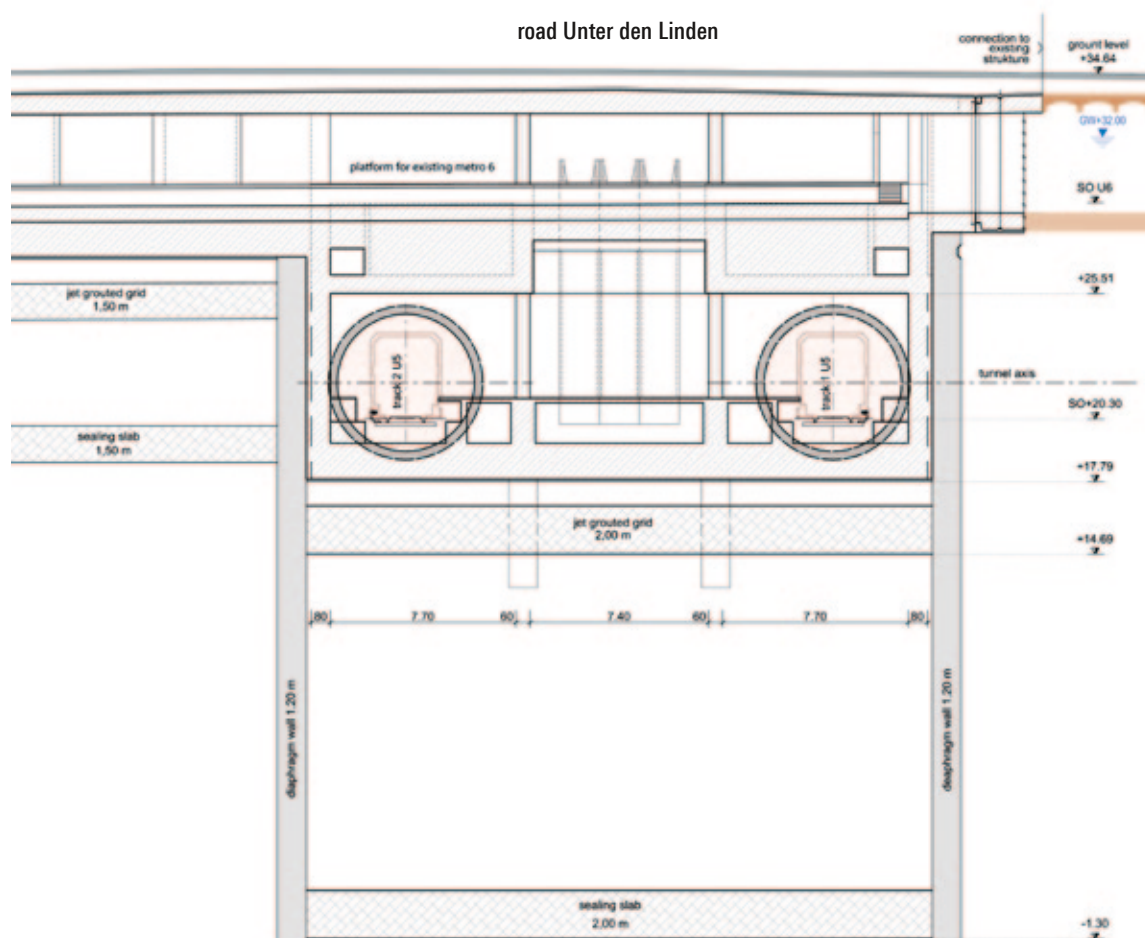 road Unter den Linden
connection to
existing
strukture
grount level
+34.64
GW+32.00
platform for existing metro 6
SO U6
+25.51
jet grouted grid
1,50 m
track 2 U5
track 1 U5
tunnel axis
SO+20.30
sealing slab
1,50 m
+17.79
jet grouted grid
2,00 m
+14.69
80
7.70
60
7.40
60
7.70
80
diaphragm wall 1.20 m
deaphragm wall 1.20 m
sealing slab
2,00 m
-1.30